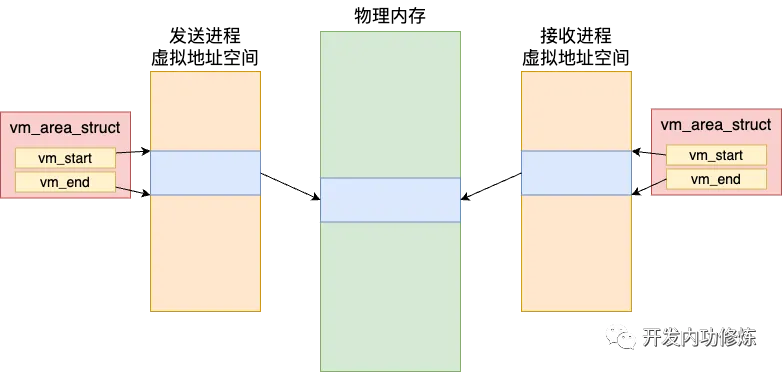 物理内存
发送进程
虚拟地址空间
接收进程
虚拟地址空间
vm_area_struct
vm_start
vm_end
vm_area_struct
vm_start
vm_end
开发内功修炼